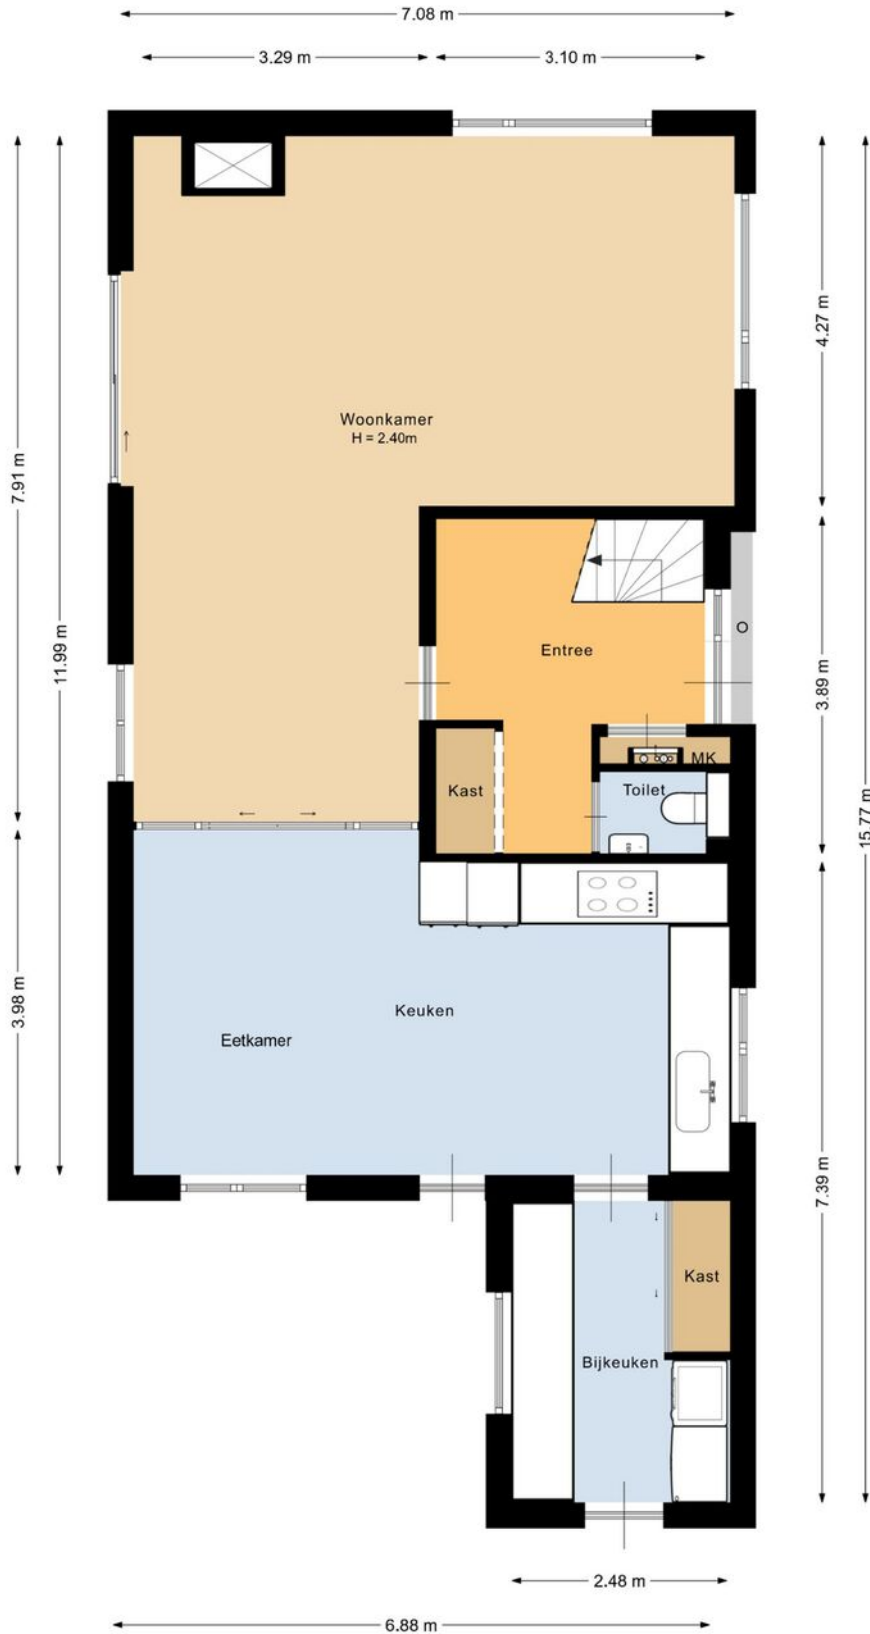 7.08 m
3.29 m
3.10 m
4.27 m
Woonkamer
H = 2.40m
7.91 m
11.99 m
Entree
3.89 m
MK
Kast
Toilet
15.77 m
3.98 m
Keuken
Eetkamer
7.39 m
Kast
Bijkeuken
2.48 m
6.88 m